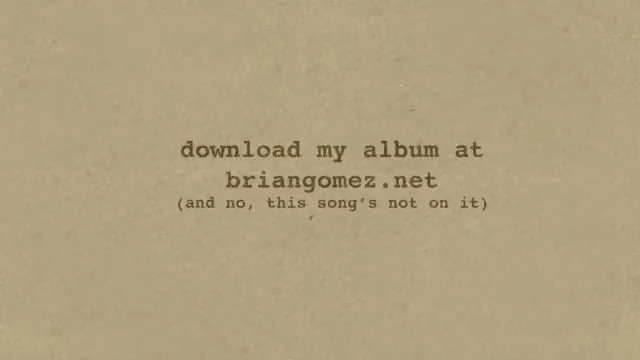 download my album at
briangomez.net
(and no, this song's not on it)